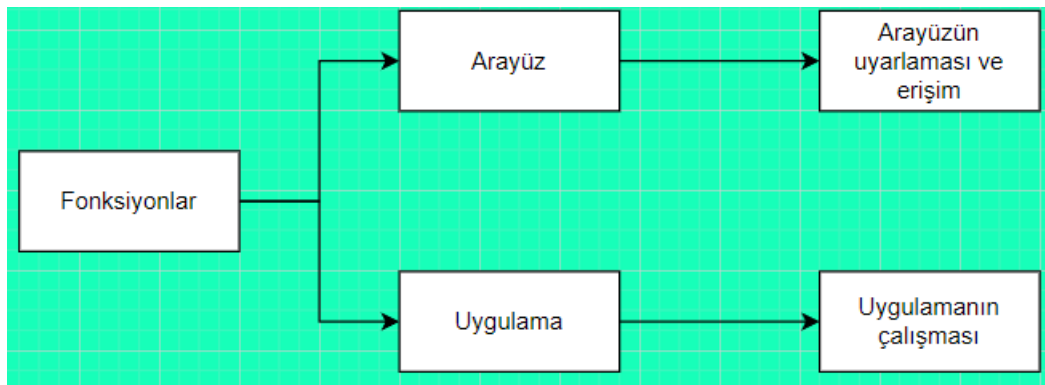 Arayüz
Arayüzün
uyarlaması ve
erişim
Fonksiyonlar
Uygulama
Uygulamanın
çalışması